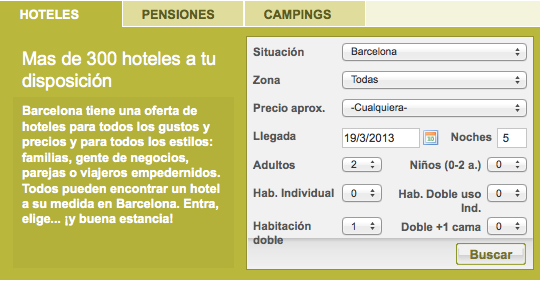 HOTELES PENSIONES CAMPINGS
Mas de 300 hoteles a tu
disposición
Barcelona tiene una oferta de
hoteles para todos los gustos y
precios y para todos los estilos:
familias, gente de negocios,
parejas o viajeros empedernidos.
Todos pueden encontrar un hotel
a su medida en Barcelona. Entra,
elige... ¡y buena estancia!
Situación Barcelona
Zona Todas
Precio aprox. -Cualquiera-
Llegada 19/3/2013 Noches 5
Adultos 2 Niños (0-2 a.) 0
Hab. Individual 0 Hab. Doble uso
Ind. 0
Habitación
doble 1 Doble +1 cama 0
Buscar